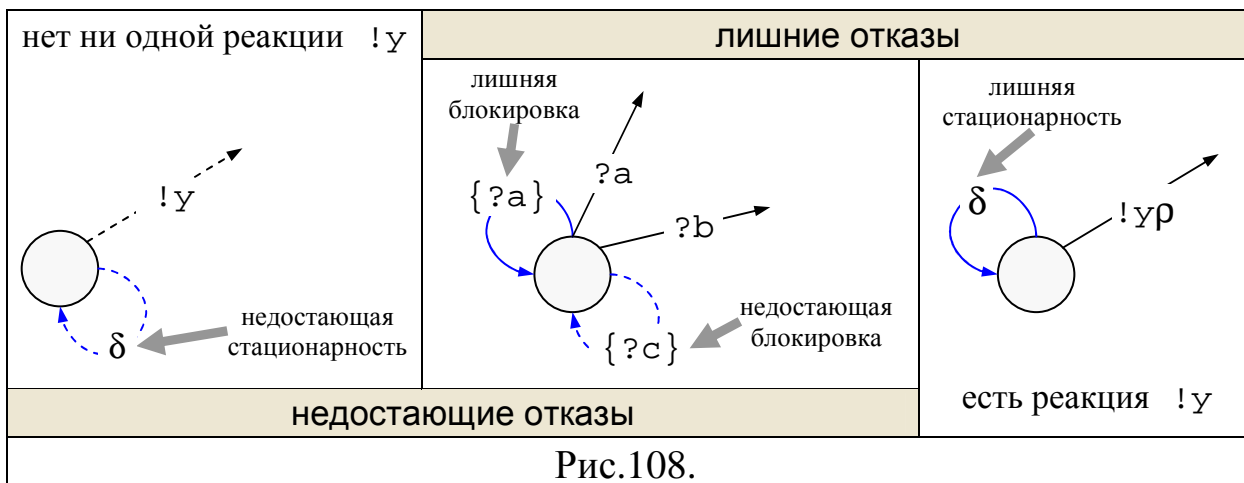 нет ни одной реакции !y
!y
недостающая
стационарность
δ
лишние отказы
лишняя
блокировка
{?a}
?a
?b
недостающая
блокировка
{?c}
лишняя
стационарность
δ
!yρ
есть реакция !y
недостающие отказы
Рис.108.